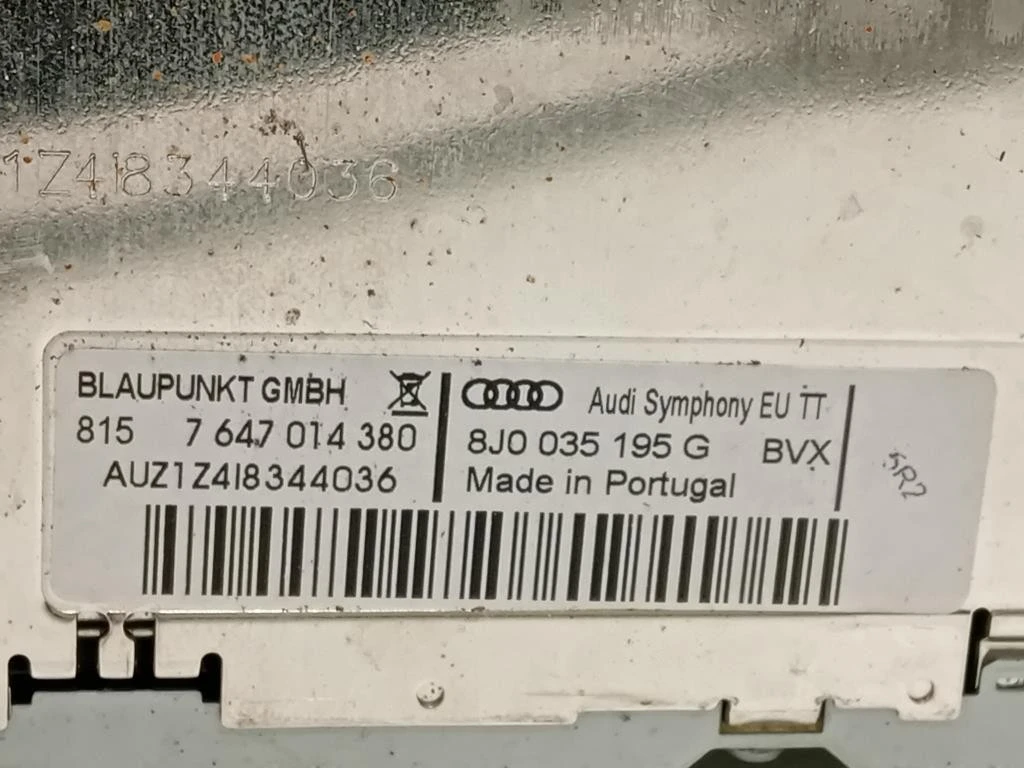 1Z4I8344036
BLAUPUNKT GMBH
815 7 647 014 380
AUZ1Z4I8344036
Audi Symphony EU TT
8J0 035 195 G BVX
Made in Portugal